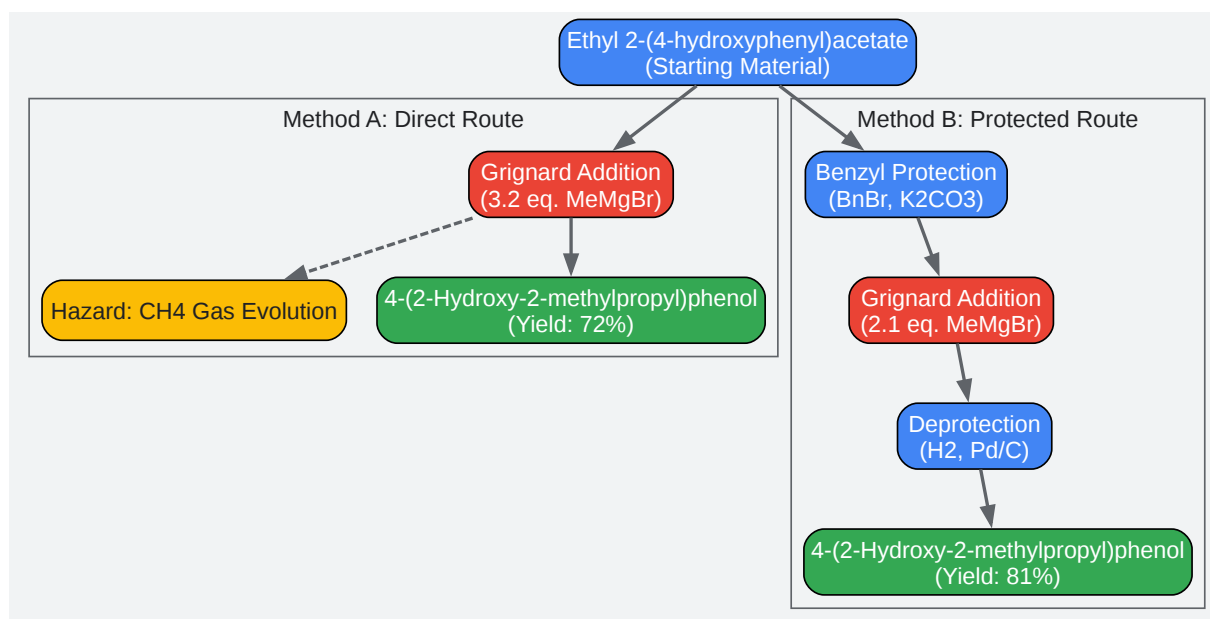 Ethyl 2-(4-hydroxyphenyl)acetate
(Starting Material)
Method A: Direct Route
Grignard Addition
(3.2 eq. MeMgBr)
Hazard: CH4 Gas Evolution
4-(2-Hydroxy-2-methylpropyl)phenol
(Yield: 72%)
Method B: Protected Route
Benzyl Protection
(BnBr, K2CO3)
Grignard Addition
(2.1 eq. MeMgBr)
Deprotection
(H2, Pd/C)
4-(2-Hydroxy-2-methylpropyl)phenol
(Yield: 81%)